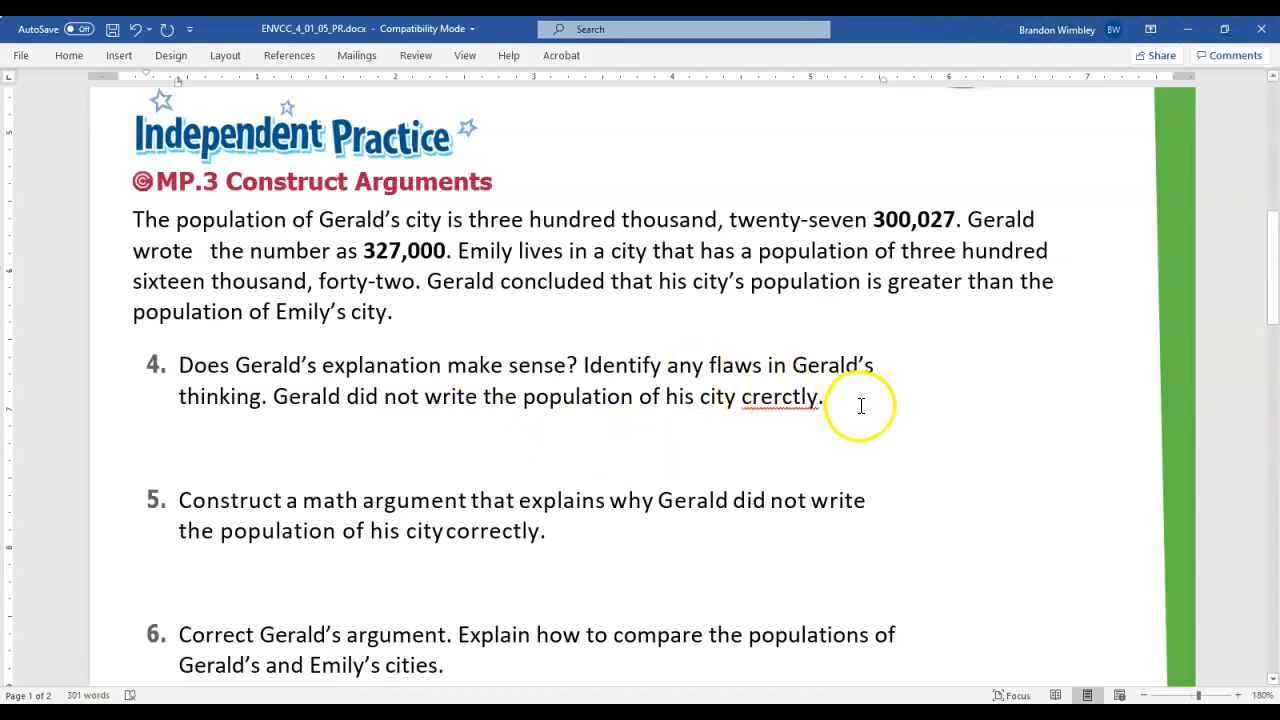 AutoSave Off ENVCC_4_01_05_PR.docx - Compatibility Mode Search Brandon Wimbley BW
File Home Insert Design Layout References Mailings Review View Help Acrobat Share Comments
1 2 3 4 5 6 7
Independent Practice
MP.3 Construct Arguments
The population of Gerald's city is three hundred thousand, twenty-seven 300,027. Gerald
wrote the number as 327,000. Emily lives in a city that has a population of three hundred
sixteen thousand, forty-two. Gerald concluded that his city's population is greater than the
population of Emily's city.
4. Does Gerald's explanation make sense? Identify any flaws in Gerald's
thinking. Gerald did not write the population of his city crerctly.
5. Construct a math argument that explains why Gerald did not write
the population of his city correctly.
6. Correct Gerald's argument. Explain how to compare the populations of
Gerald's and Emily's cities.
Page 1 of 2 301 words Focus 180%